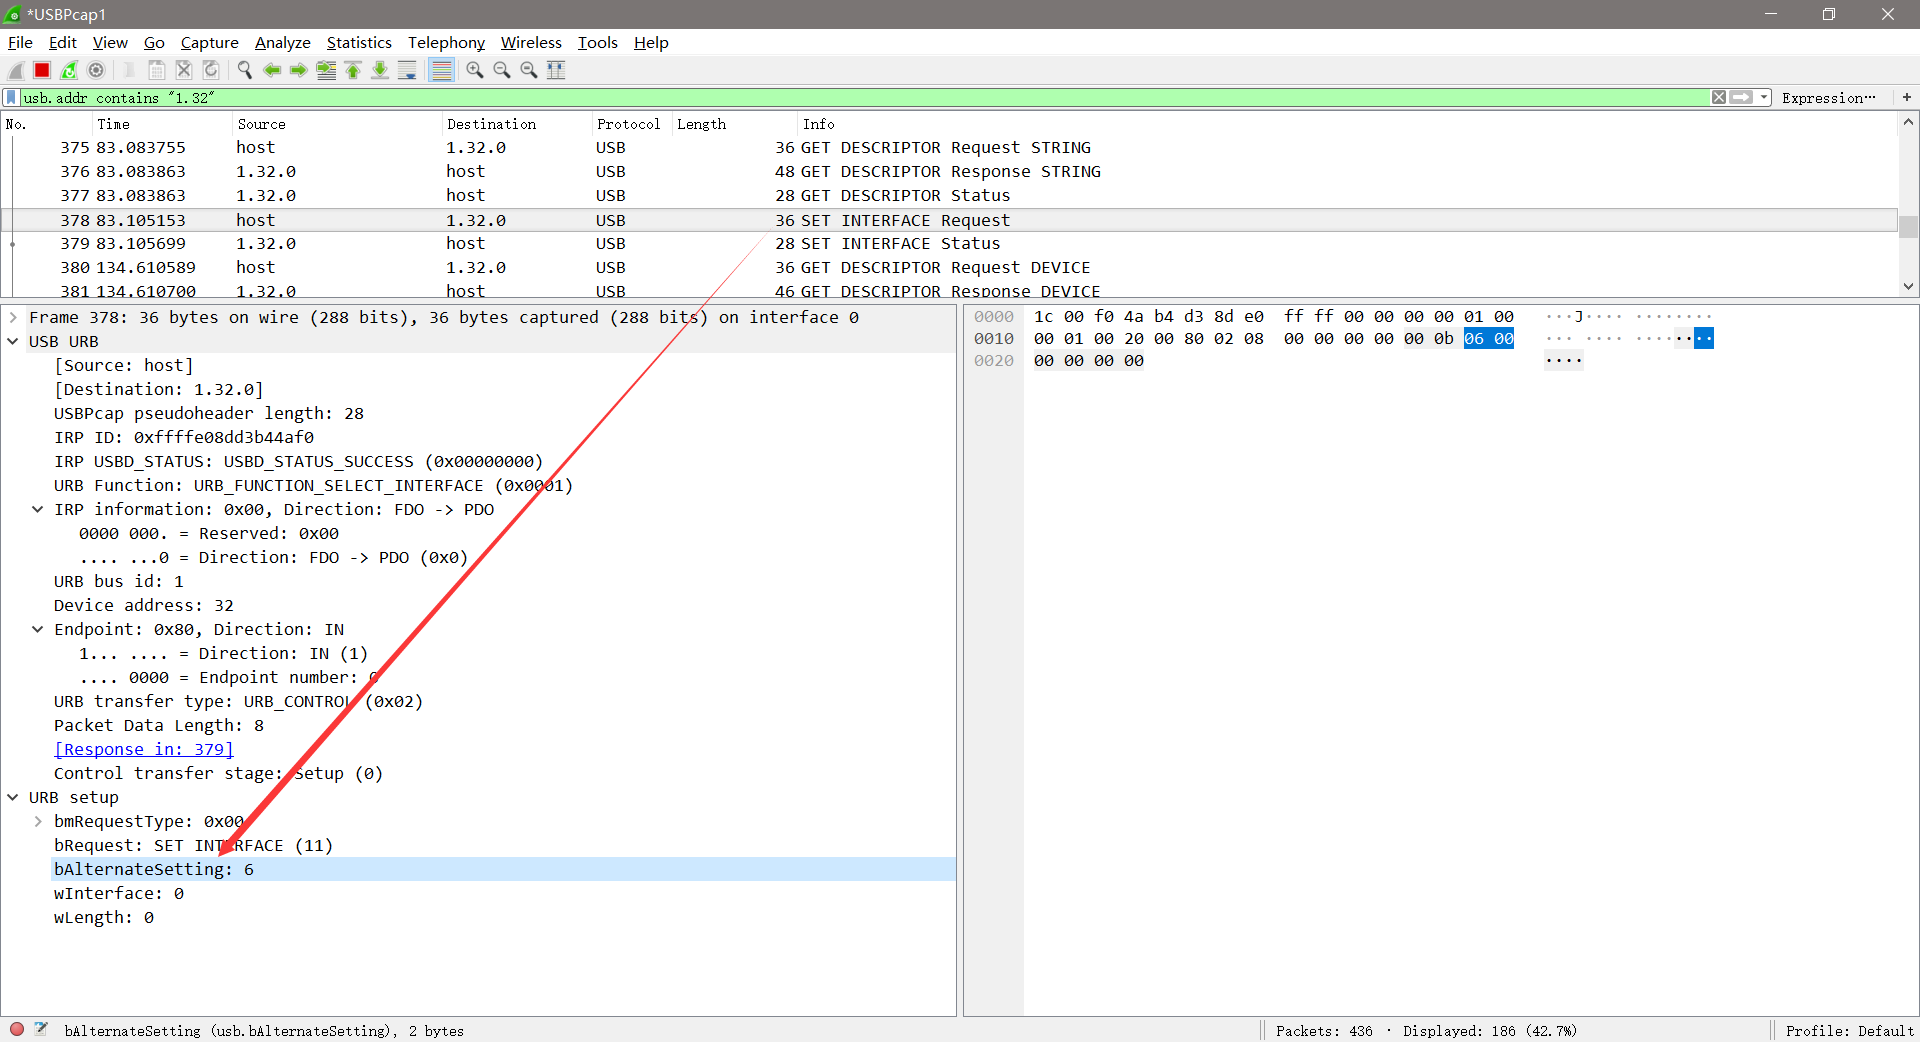 *USBPcap1
File Edit View Go Capture Analyze Statistics Telephony Wireless Tools Help
usb.addr contains "1.32"
Expression…
+
No. Time Source Destination Protocol Length Info
375 83.083755 host 1.32.0 USB 36 GET DESCRIPTOR Request STRING
376 83.083863 1.32.0 host USB 48 GET DESCRIPTOR Response STRING
377 83.083863 1.32.0 host USB 28 GET DESCRIPTOR Status
378 83.105153 host 1.32.0 USB 36 SET INTERFACE Request
379 83.105699 1.32.0 host USB 28 SET INTERFACE Status
380 134.610589 host 1.32.0 USB 36 GET DESCRIPTOR Request DEVICE
381 134.610700 1.32.0 host USB 46 GET DESCRIPTOR Response DEVICE
Frame 378: 36 bytes on wire (288 bits), 36 bytes captured (288 bits) on interface 0
USB URB
[Source: host]
[Destination: 1.32.0]
USBPcap pseudoheader length: 28
IRP ID: 0xffffe08dd3b44af0
IRP USBD_STATUS: USBD_STATUS_SUCCESS (0x00000000)
URB Function: URB_FUNCTION_SELECT_INTERFACE (0x0001)
IRP information: 0x00, Direction: FDO -> PDO
0000 000. = Reserved: 0x00
.... ...0 = Direction: FDO -> PDO (0x0)
URB bus id: 1
Device address: 32
Endpoint: 0x80, Direction: IN
1... .... = Direction: IN (1)
.... 0000 = Endpoint number: 0
URB transfer type: URB_CONTROL (0x02)
Packet Data Length: 8
[Response in: 379]
Control transfer stage: Setup (0)
URB setup
bmRequestType: 0x00
bRequest: SET INTERFACE (11)
bAlternateSetting: 6
wInterface: 0
wLength: 0
0000 1c 00 f0 4a b4 d3 8d e0 ff ff 00 00 00 00 01 00 ···J···· ········
0010 00 01 00 20 00 80 02 08 00 00 00 00 00 0b 06 00 ··· ···· ········
0020 00 00 00 00 ····
bAlternateSetting (usb.bAlternateSetting), 2 bytes
Packets: 436 · Displayed: 186 (42.7%)
Profile: Default